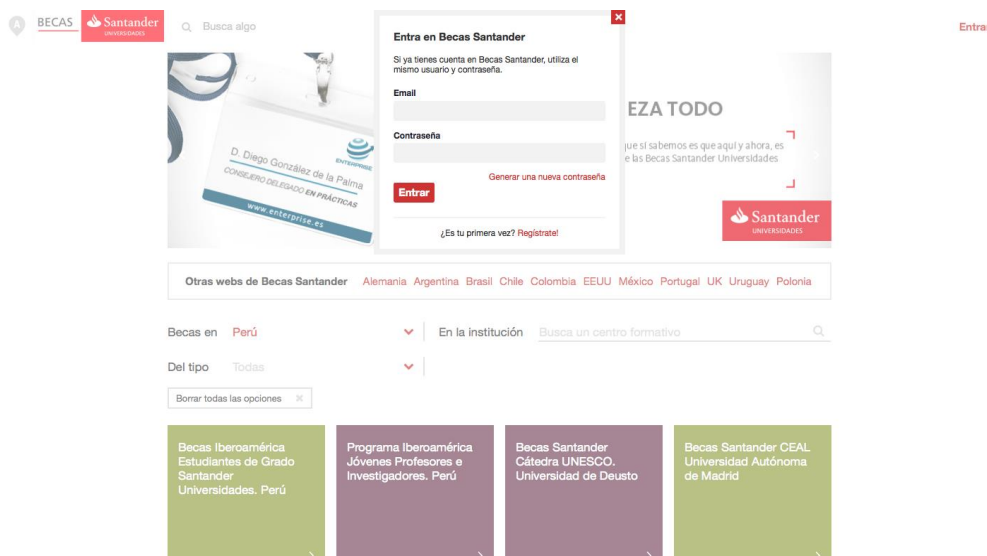 A
BECAS
Santander
UNIVERSIDADES
Busca algo
Entrar
Entra en Becas Santander
Si ya tienes cuenta en Becas Santander, utiliza el
mismo usuario y contraseña.
Email
Contraseña
Generar una nueva contraseña
Entrar
¿Es tu primera vez? Regístrate!
D. Diego González de la Palma
CONSEJERO DELEGADO EN PRÁCTICAS
ENTERPRISE
www.enterprise.es
EZA TODO
que sí sabemos es que aquí y ahora, es
e las Becas Santander Universidades
Santander
UNIVERSIDADES
Otras webs de Becas Santander Alemania Argentina Brasil Chile Colombia EEUU México Portugal UK Uruguay Polonia
Becas en Perú En la institución Busca un centro formativo
Del tipo Todas
Borrar todas las opciones
Becas Iberoamérica
Estudiantes de Grado
Santander
Universidades. Perú
Programa Iberoamérica
Jóvenes Profesores e
Investigadores. Perú
Becas Santander
Cátedra UNESCO.
Universidad de Deusto
Becas Santander CEAL
Universidad Autónoma
de Madrid